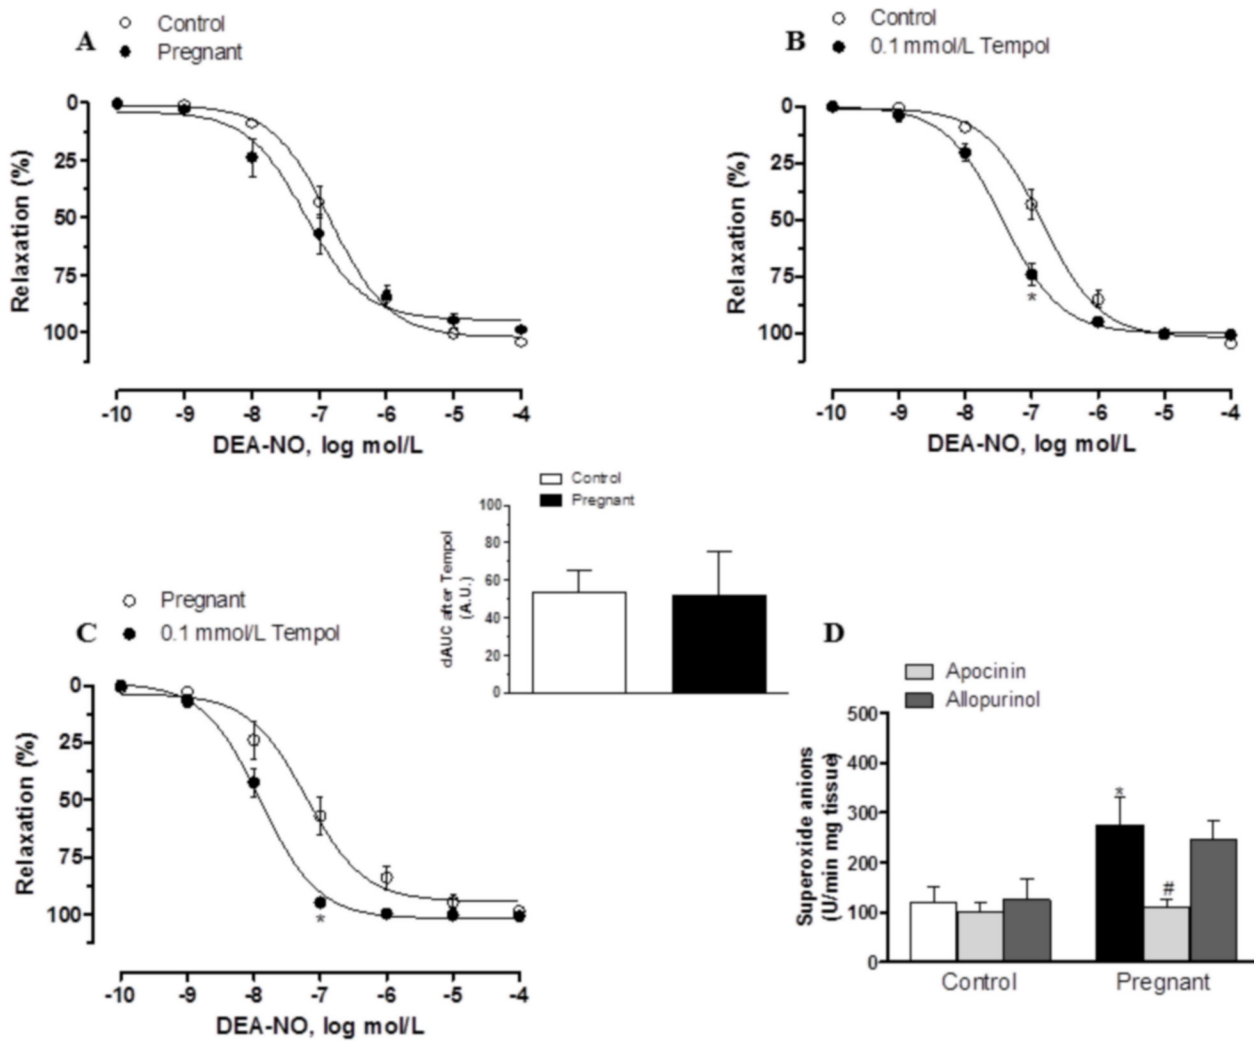 A
Control
Pregnant
0
25
50
75
100
Relaxation (%)
-10 -9 -8 -7 -6 -5 -4
DEA-NO, log mol/L
B
Control
0.1 mmol/L Tempol
0
25
50
75
100
Relaxation (%)
*
-10 -9 -8 -7 -6 -5 -4
DEA-NO, log mol/L
Control
Pregnant
100
80
60
40
20
0
dAUC after Tempol
(A.U.)
C
Pregnant
0.1 mmol/L Tempol
0
25
50
75
100
Relaxation (%)
*
-10 -9 -8 -7 -6 -5 -4
DEA-NO, log mol/L
D
Apocinin
Allopurinol
500
400
300
200
100
0
Superoxide anions
(U/min mg tissue)
*
#
Control Pregnant